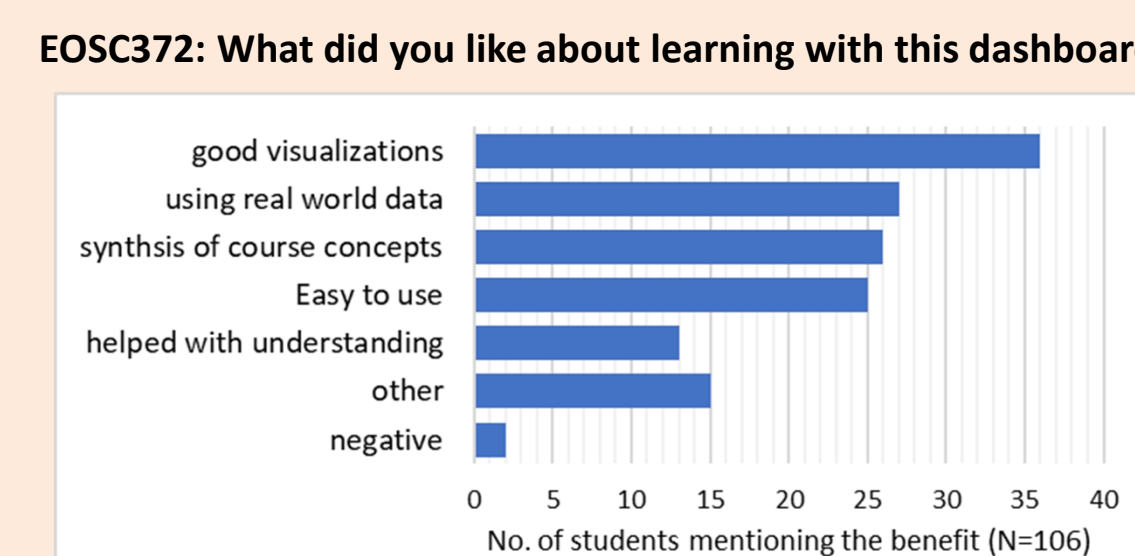 EOSC372: What did you like about learning with this dashboar
good visualizations
using real world data
synthsis of course concepts
Easy to use
helped with understanding
other
negative
0 5 10 15 20 25 30 35 40
No. of students mentioning the benefit (N=106)